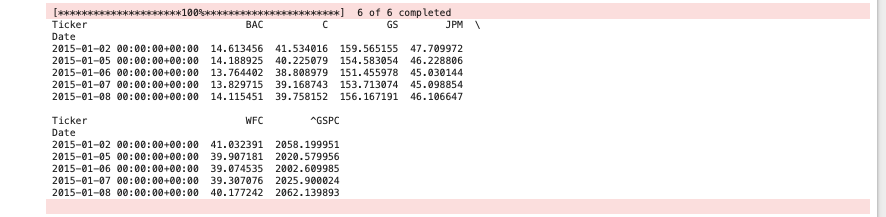 [**********************100%**********************]  6 of 6 completed
Ticker                           BAC          C          GS        JPM  \
Date
2015-01-02 00:00:00+00:00  14.613456  41.534016  159.565155  47.709972
2015-01-05 00:00:00+00:00  14.188925  40.225079  154.583054  46.228806
2015-01-06 00:00:00+00:00  13.764402  38.808979  151.455978  45.030144
2015-01-07 00:00:00+00:00  13.829715  39.168743  153.713074  45.098854
2015-01-08 00:00:00+00:00  14.115451  39.758152  156.167191  46.106647
Ticker                           WFC        ^GSPC
Date
2015-01-02 00:00:00+00:00  41.032391  2058.199951
2015-01-05 00:00:00+00:00  39.907181  2020.579956
2015-01-06 00:00:00+00:00  39.074535  2002.609985
2015-01-07 00:00:00+00:00  39.307076  2025.900024
2015-01-08 00:00:00+00:00  40.177242  2062.139893